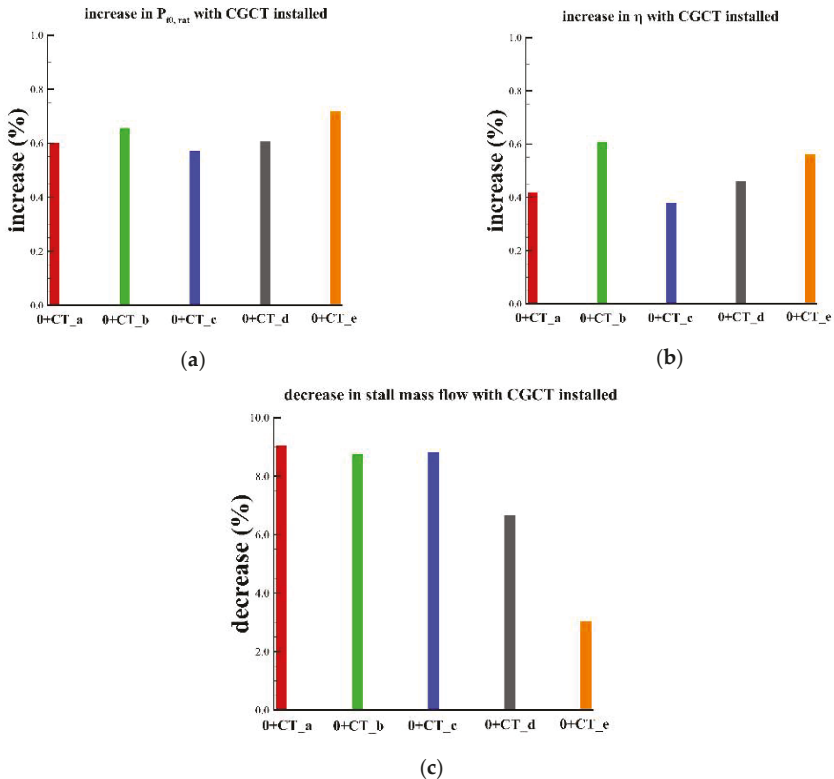 increase in Pt0, rat with CGCT installed
increase (%)
1.0
0.8
0.6
0.4
0.2
0.0
0+CT_a 0+CT_b 0+CT_c 0+CT_d 0+CT_e
(a)
increase in η with CGCT installed
increase (%)
1.0
0.8
0.6
0.4
0.2
0.0
0+CT_a 0+CT_b 0+CT_c 0+CT_d 0+CT_e
(b)
decrease in stall mass flow with CGCT installed
decrease (%)
10.0
8.0
6.0
4.0
2.0
0.0
0+CT_a 0+CT_b 0+CT_c 0+CT_d 0+CT_e
(c)